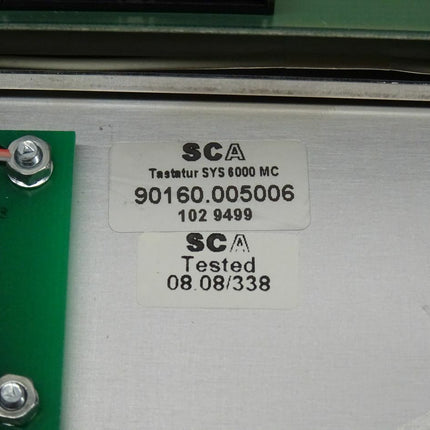 SCA
Tastatur SYS 6000 MC
90160.005006
102 9499
SCA
Tested
08.08/338